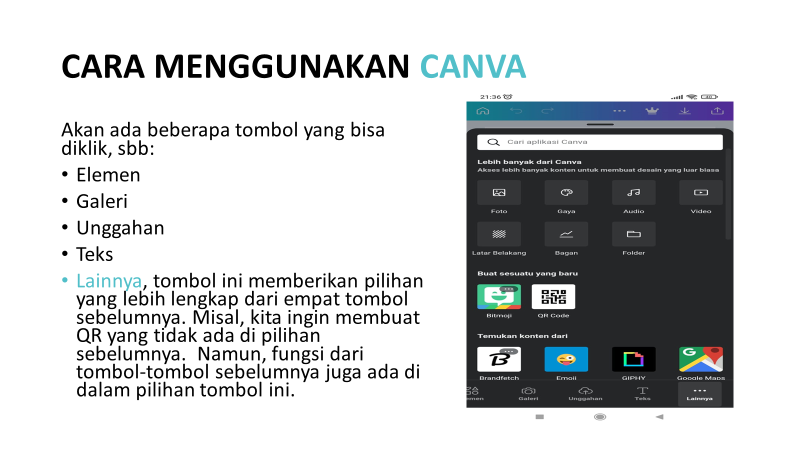 CARA MENGGUNAKAN CANVA
Akan ada beberapa tombol yang bisa
diklik, sbb:
• Elemen
• Galeri
• Unggahan
• Teks
• Lainnya, tombol ini memberikan pilihan
yang lebih lengkap dari empat tombol
sebelumnya. Misal, kita ingin membuat
QR yang tidak ada di pilihan
sebelumnya.  Namun, fungsi dari
tombol-tombol sebelumnya juga ada di
dalam pilihan tombol ini.
21:36
Cari aplikasi Canva
Lebih banyak dari Canva
Akses lebih banyak konten untuk membuat desain yang luar biasa
Foto Gaya Audio Video
Latar Belakang Bagan Folder
Buat sesuatu yang baru
Bitmoji QR Code
Temukan konten dari
B GIPHY G
Brandfetch Emoji GIPHY Google Maps
emen Galeri Unggahan Teks Lainnya